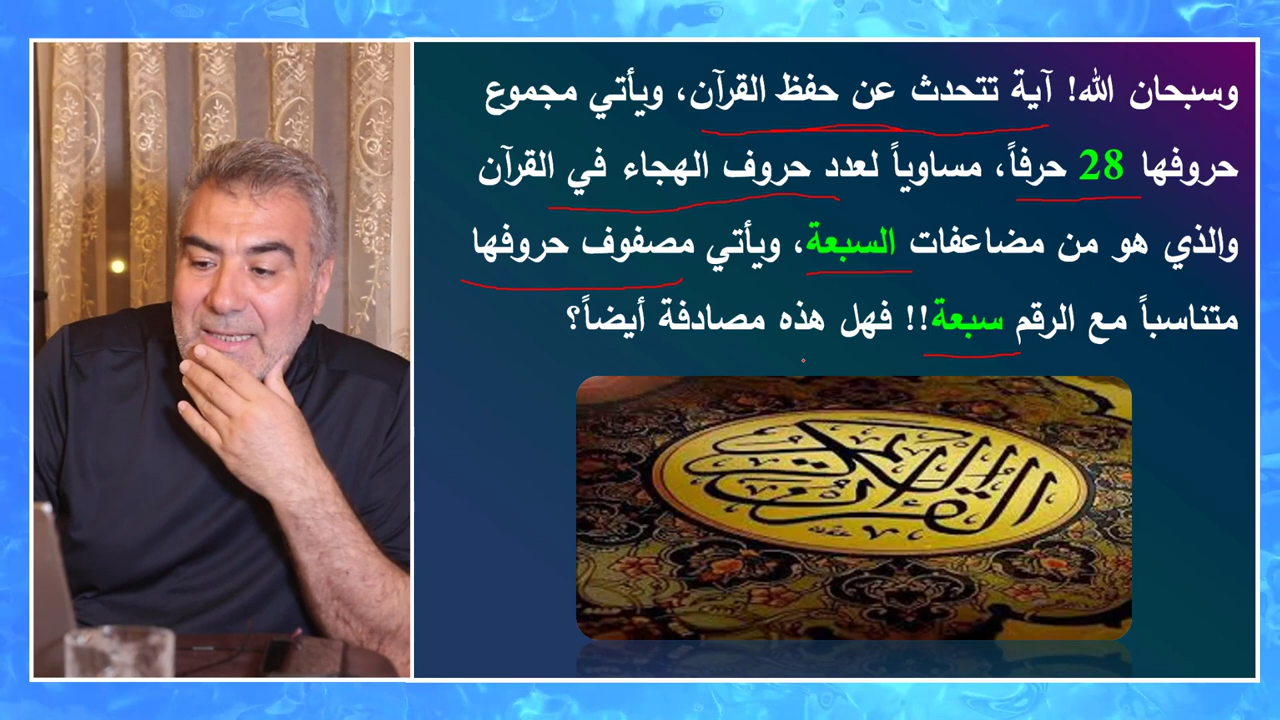 وسبحان الله! آية تتحدث عن حفظ القرآن، ويأتي مجموع
حروفها 28 حرفاً، مساوياً لعدد حروف الهجاء في القرآن
والذي هو من مضاعفات السبعة، ويأتي مصفوف حروفها
متناسباً مع الرقم سبعة!! فهل هذه مصادفة أيضاً؟
القرآن الكريم